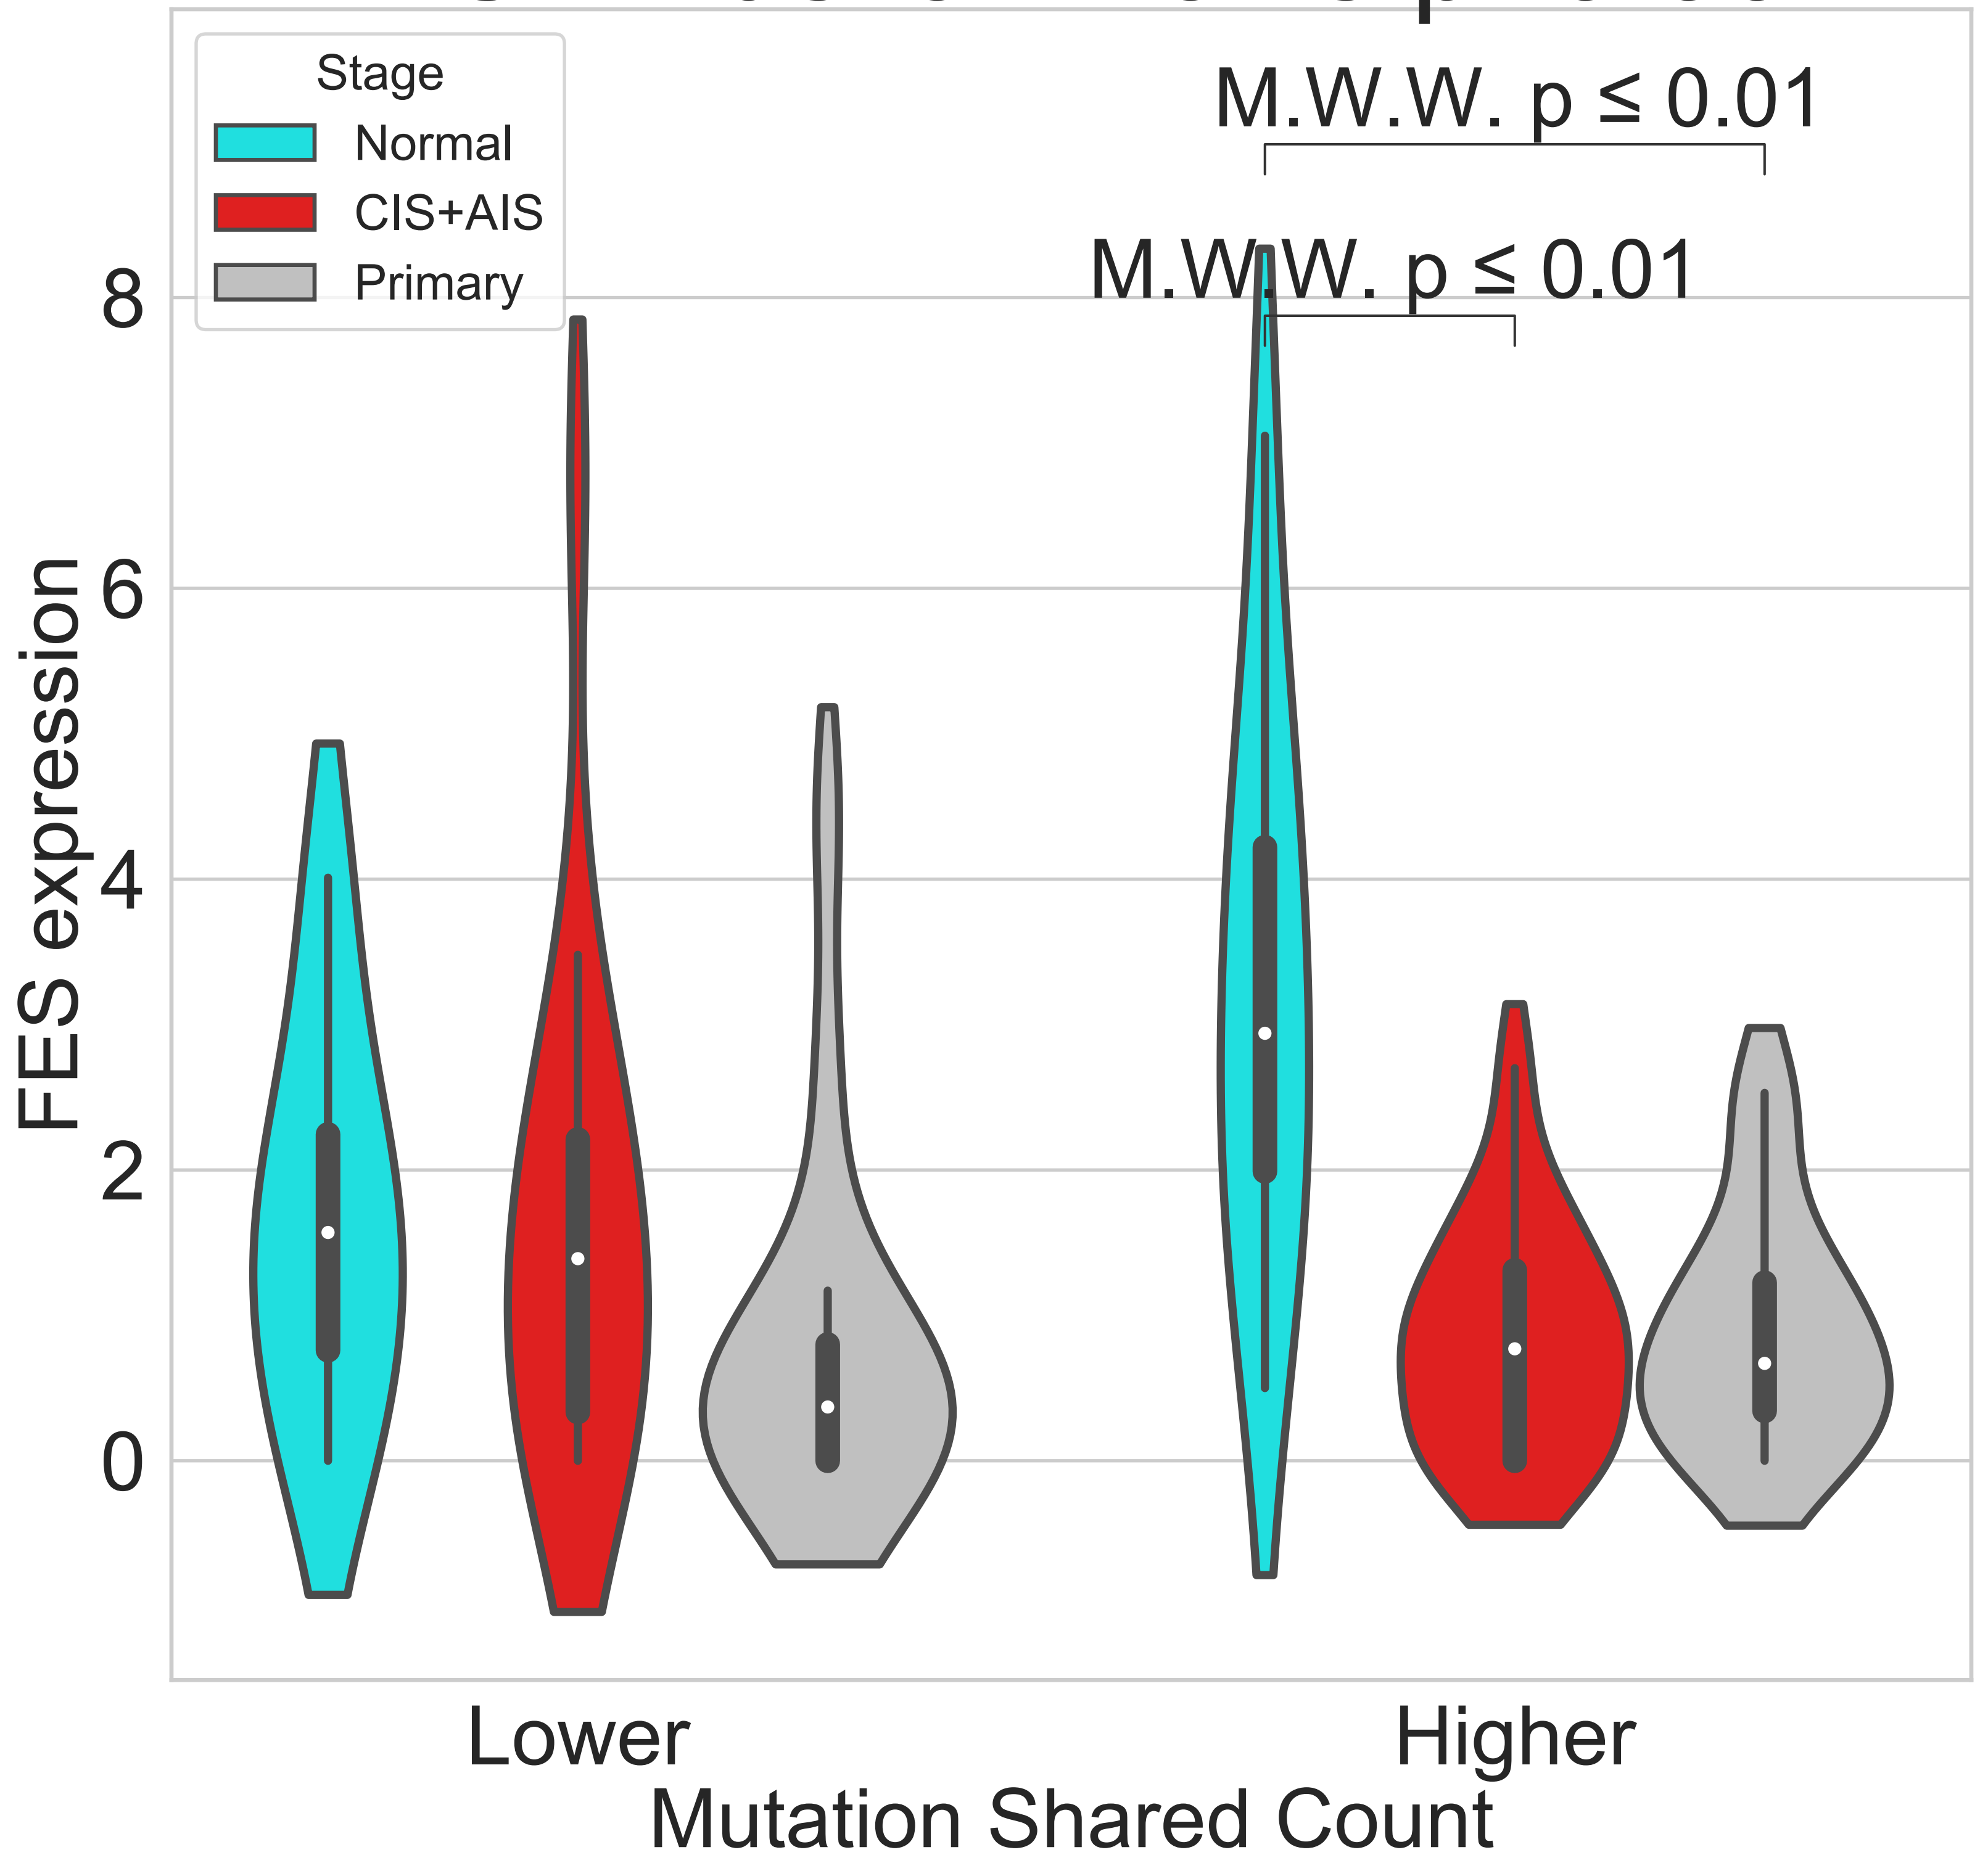 M.W.W. p ≤ 0.01
Stage
Normal
CIS+AIS
Primary
M.W.W. p ≤ 0.01
8
6
4
2
0
FES expression
Lower
Higher
Mutation Shared Count